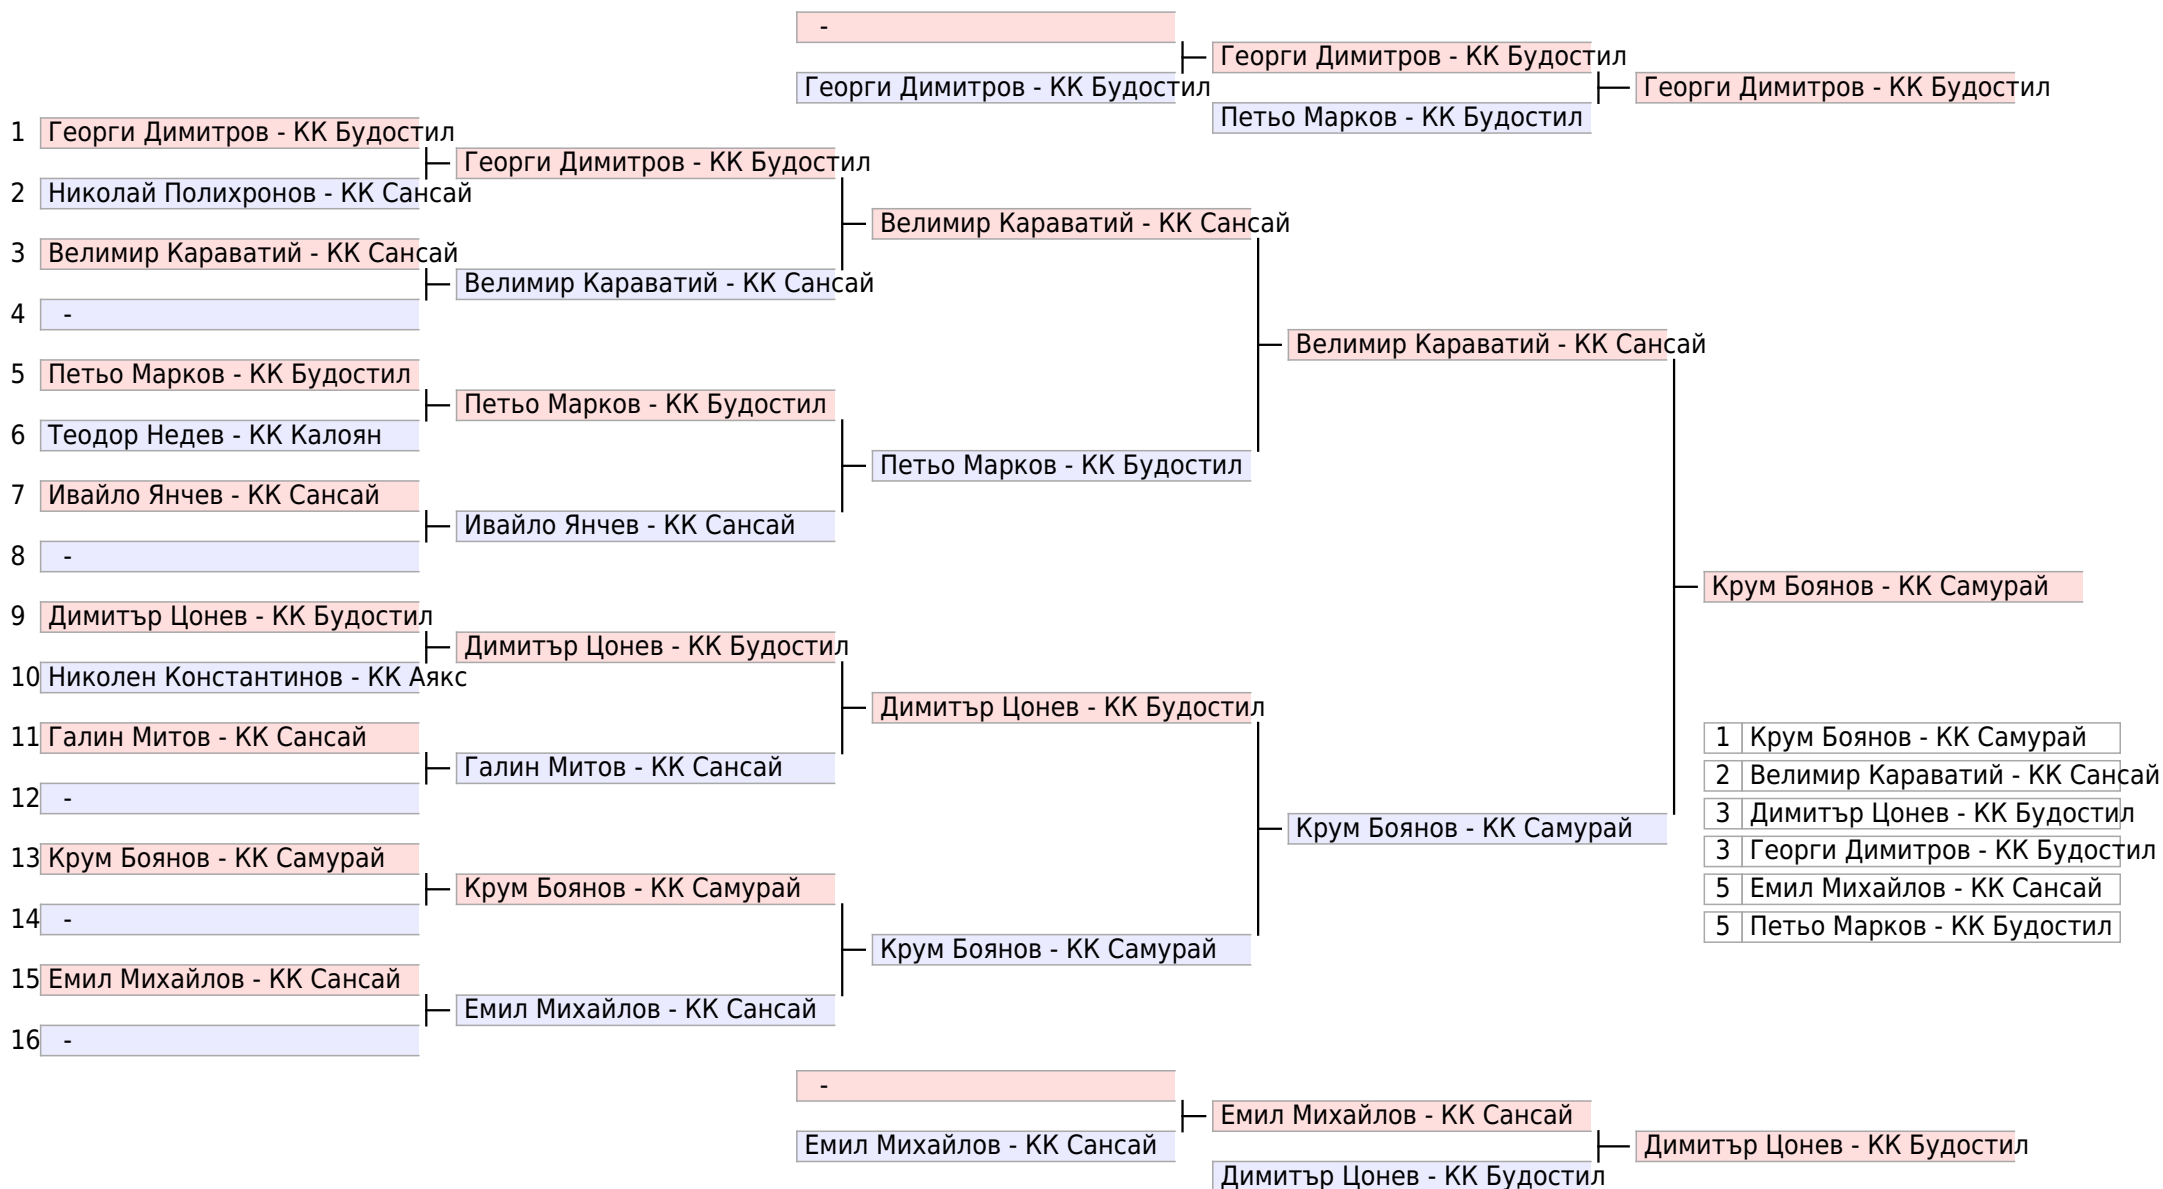 -
Георги Димитров - КК Будостил
Георги Димитров - КК Будостил
Георги Димитров - КК Будостил
Петьо Марков - КК Будостил
1 Георги Димитров - КК Будостил
Георги Димитров - КК Будостил
2 Николай Полихронов - КК Сансай
Велимир Караватий - КК Сансай
3 Велимир Караватий - КК Сансай
Велимир Караватий - КК Сансай
4 -
Велимир Караватий - КК Сансай
5 Петьо Марков - КК Будостил
Петьо Марков - КК Будостил
6 Теодор Недев - КК Калоян
Петьо Марков - КК Будостил
7 Ивайло Янчев - КК Сансай
Ивайло Янчев - КК Сансай
8 -
Крум Боянов - КК Самурай
9 Димитър Цонев - КК Будостил
Димитър Цонев - КК Будостил
10 Николен Константинов - КК Аякс
Димитър Цонев - КК Будостил
11 Галин Митов - КК Сансай
Галин Митов - КК Сансай
12 -
Крум Боянов - КК Самурай
13 Крум Боянов - КК Самурай
Крум Боянов - КК Самурай
14 -
Крум Боянов - КК Самурай
15 Емил Михайлов - КК Сансай
Емил Михайлов - КК Сансай
16 -
1 Крум Боянов - КК Самурай
2 Велимир Караватий - КК Сансай
3 Димитър Цонев - КК Будостил
3 Георги Димитров - КК Будостил
5 Емил Михайлов - КК Сансай
5 Петьо Марков - КК Будостил
-
Емил Михайлов - КК Сансай
Емил Михайлов - КК Сансай
Димитър Цонев - КК Будостил
Димитър Цонев - КК Будостил